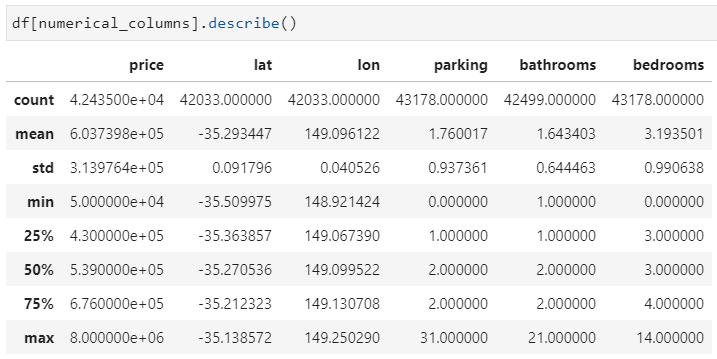 df[numerical_columns].describe()
price lat lon parking bathrooms bedrooms
count 4.243500e+04 42033.000000 42033.000000 43178.000000 42499.000000 43178.000000
mean 6.037398e+05 -35.293447 149.096122 1.760017 1.643403 3.193501
std 3.139764e+05 0.091796 0.040526 0.937361 0.644463 0.990638
min 5.000000e+04 -35.509975 148.921424 0.000000 1.000000 0.000000
25% 4.300000e+05 -35.363857 149.067390 1.000000 1.000000 3.000000
50% 5.390000e+05 -35.270536 149.099522 2.000000 2.000000 3.000000
75% 6.760000e+05 -35.212323 149.130708 2.000000 2.000000 4.000000
max 8.000000e+06 -35.138572 149.250290 31.000000 21.000000 14.000000